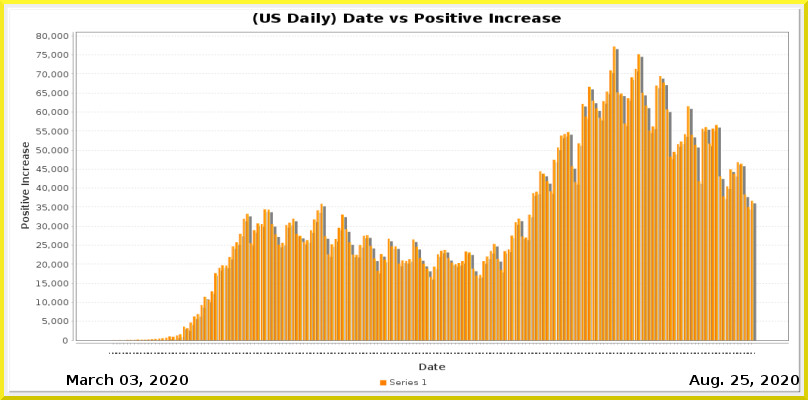 (US Daily) Date vs Positive Increase
80,000
75,000
70,000
65,000
60,000
55,000
50,000
45,000
40,000
35,000
30,000
25,000
20,000
15,000
10,000
5,000
0
Positive Increase
Date
March 03, 2020
Aug. 25, 2020
Series 1